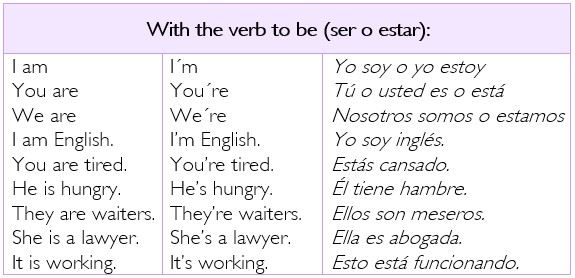 With the verb to be (ser o estar):
I am I´m Yo soy o yo estoy
You are You´re Tú o usted es o está
We are We´re Nosotros somos o estamos
I am English. I’m English. Yo soy inglés.
You are tired. You’re tired. Estás cansado.
He is hungry. He’s hungry. Él tiene hambre.
They are waiters. They’re waiters. Ellos son meseros.
She is a lawyer. She’s a lawyer. Ella es abogada.
It is working. It’s working. Esto está funcionando.